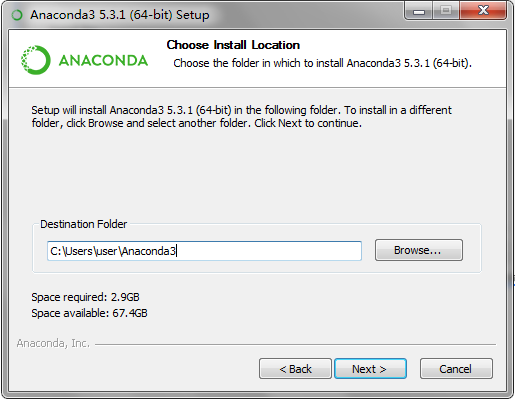 Anaconda3 5.3.1 (64-bit) Setup
ANACONDA
Choose Install Location
Choose the folder in which to install Anaconda3 5.3.1 (64-bit).
Setup will install Anaconda3 5.3.1 (64-bit) in the following folder. To install in a different
folder, click Browse and select another folder. Click Next to continue.
Destination Folder
C:\Users\user\Anaconda3
Browse...
Space required: 2.9GB
Space available: 67.4GB
Anaconda, Inc.
< Back
Next >
Cancel